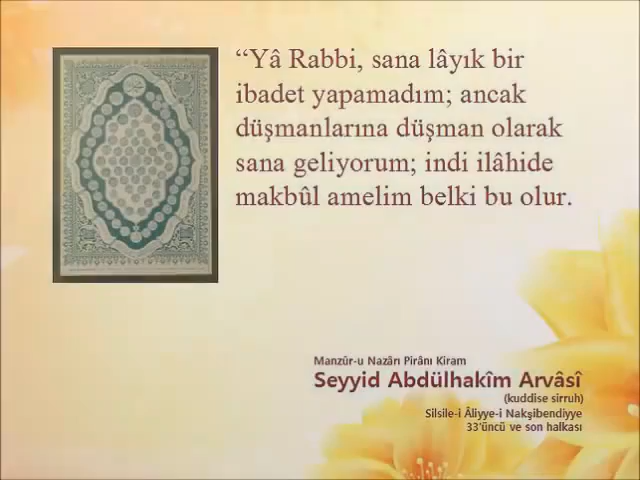 “Yâ Rabbi, sana lâyık bir
ibadet yapamadım; ancak
düşmanlarına düşman olarak
sana geliyorum; indi ilâhide
makbûl amelim belki bu olur.
Manzûr-u Nazârı Pirânı Kiram
Seyyid Abdülhakîm Arvâsî
(kuddise sirruh)
Silsile-i Âliyye-i Nakşibendiyye
33'üncü ve son halkası